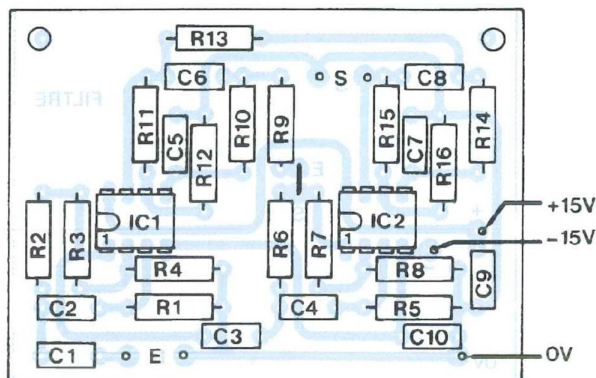 R13
C6 S C8
FILTRE
R11 C5 R12 R10 R9 R15 C7 R16 R14
E
S
+
IC1 IC2 +15V
1 1 -15V
R2 R3 R6 R7
R4 R8 C9
C2 R1 C4 R5
C3 C10
C1 E 0V
0V